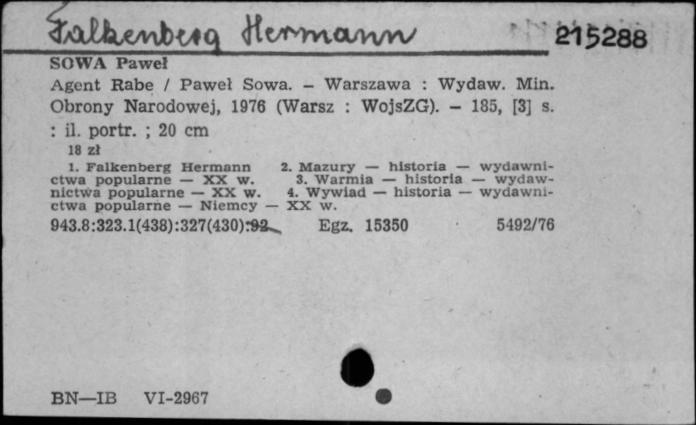 Falkenberg Hermann 215288
SOWA Paweł
Agent Rabe / Paweł Sowa. – Warszawa : Wydaw. Min.
Obrony Narodowej, 1976 (Warsz : WojsZG). – 185, [3] s.
: il. portr. ; 20 cm
18 zł
1. Falkenberg Hermann 2. Mazury — historia — wydawni-
ctwa popularne — XX w. 3. Warmia — historia — wydaw-
nictwa popularne — XX w. 4. Wywiad — historia — wydawni-
ctwa popularne — Niemcy — XX w.
943.8:323.1(438):327(430):92 Egz. 15350 5492/76
BN—IB VI-2967